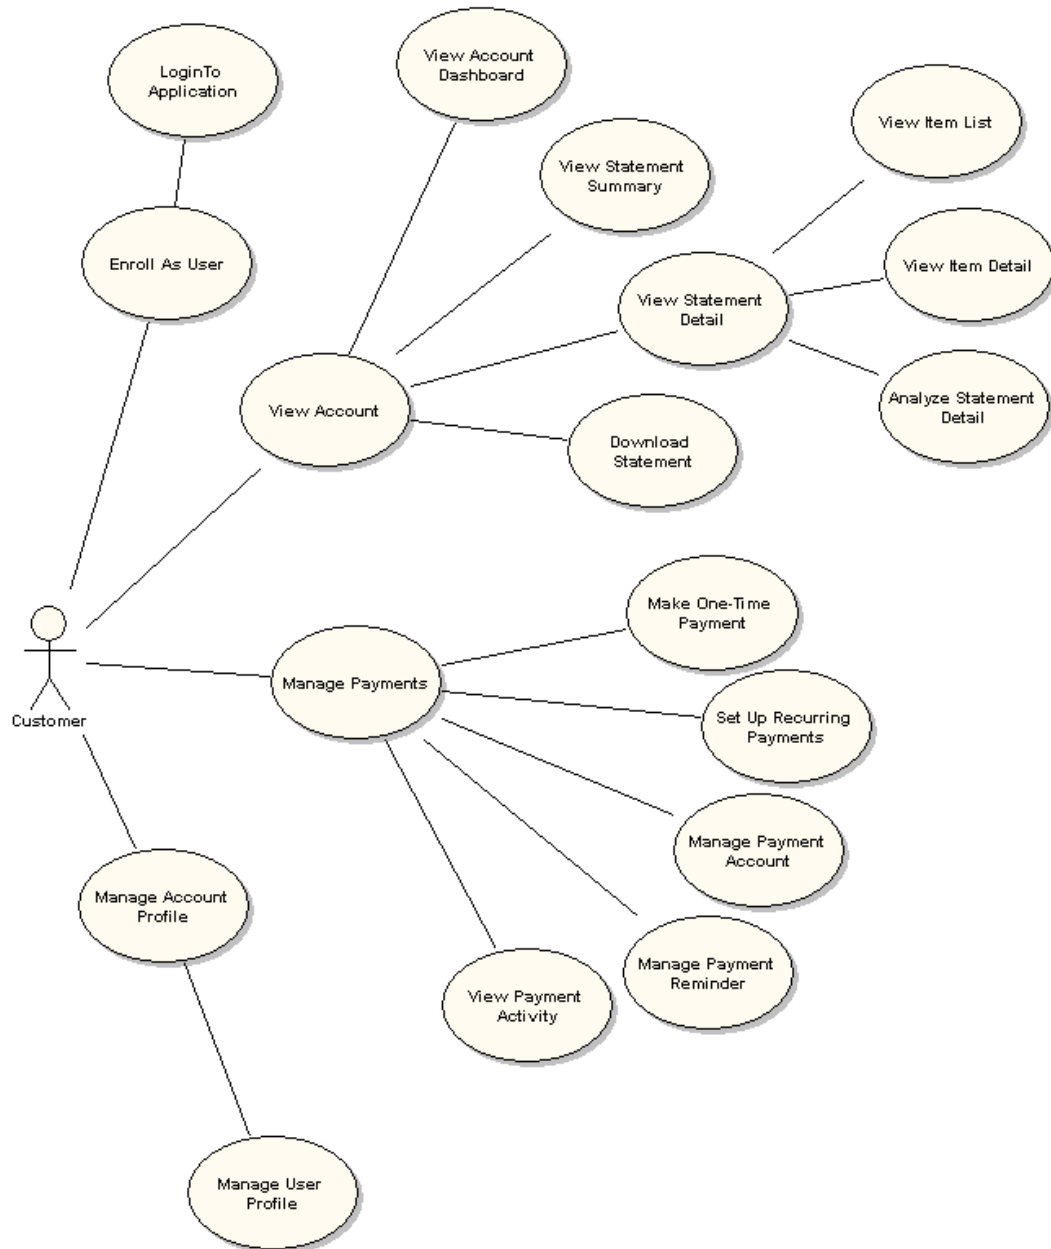 LoginTo
Application
View Account
Dashboard
View Item List
View Statement
Summary
Enroll As User
View Item Detail
View Statement
Detail
View Account
Analyze Statement
Detail
Download
Statement
Make One-Time
Payment
Manage Payments
Set Up Recurring
Payments
Customer
Manage Payment
Account
Manage Account
Profile
Manage Payment
Reminder
View Payment
Activity
Manage User
Profile